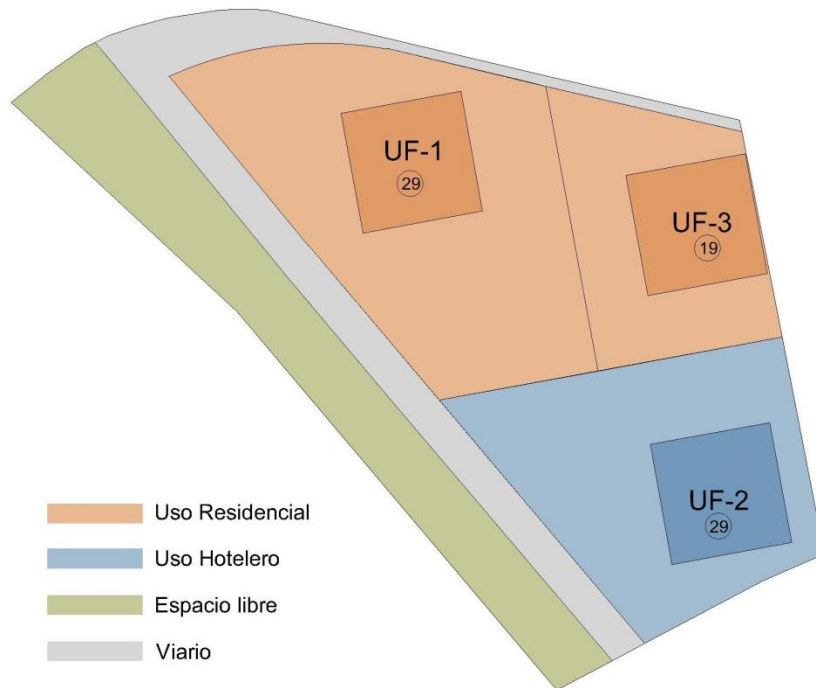 UF-1
29
UF-3
19
UF-2
29
Uso Residencial
Uso Hotelero
Espacio libre
Viario